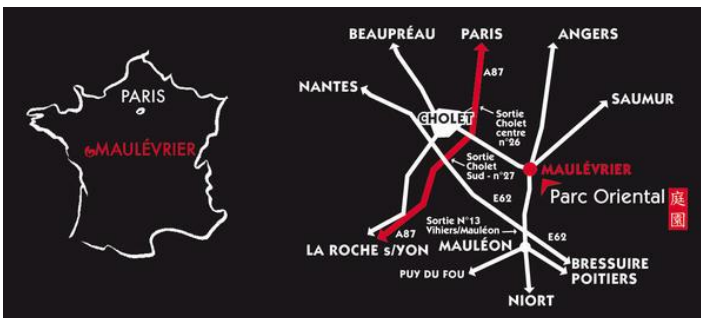 PARIS
MAULÉVRIER
BEAUPRÉAU
PARIS
ANGERS
A87
NANTES
SAUMUR
CHOLET
Sortie
Cholet
centre
n°26
Sortie
Cholet
Sud - n°27
MAULÉVRIER
Parc Oriental
庭
園
E62
Sortie N°13
Vihiers/Mauléon
A87
LA ROCHE s/YON
MAULÉON
E62
PUY DU FOU
BRESSUIRE
POITIERS
NIORT